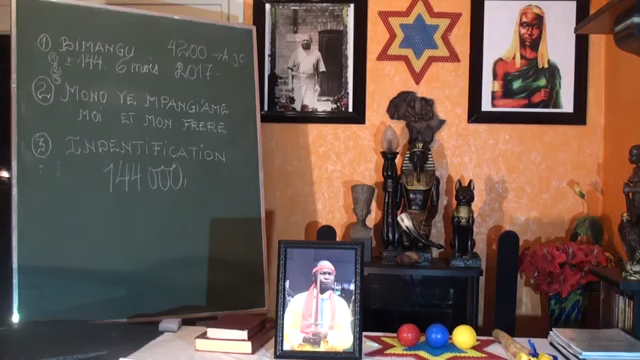 ① BIMANGU 4200 → A JC
± 144. 6 mois 2017.
② MONO YE MPANGI'AME
MOI ET MON FRERE
③ INDENTIFICATION
144 000,